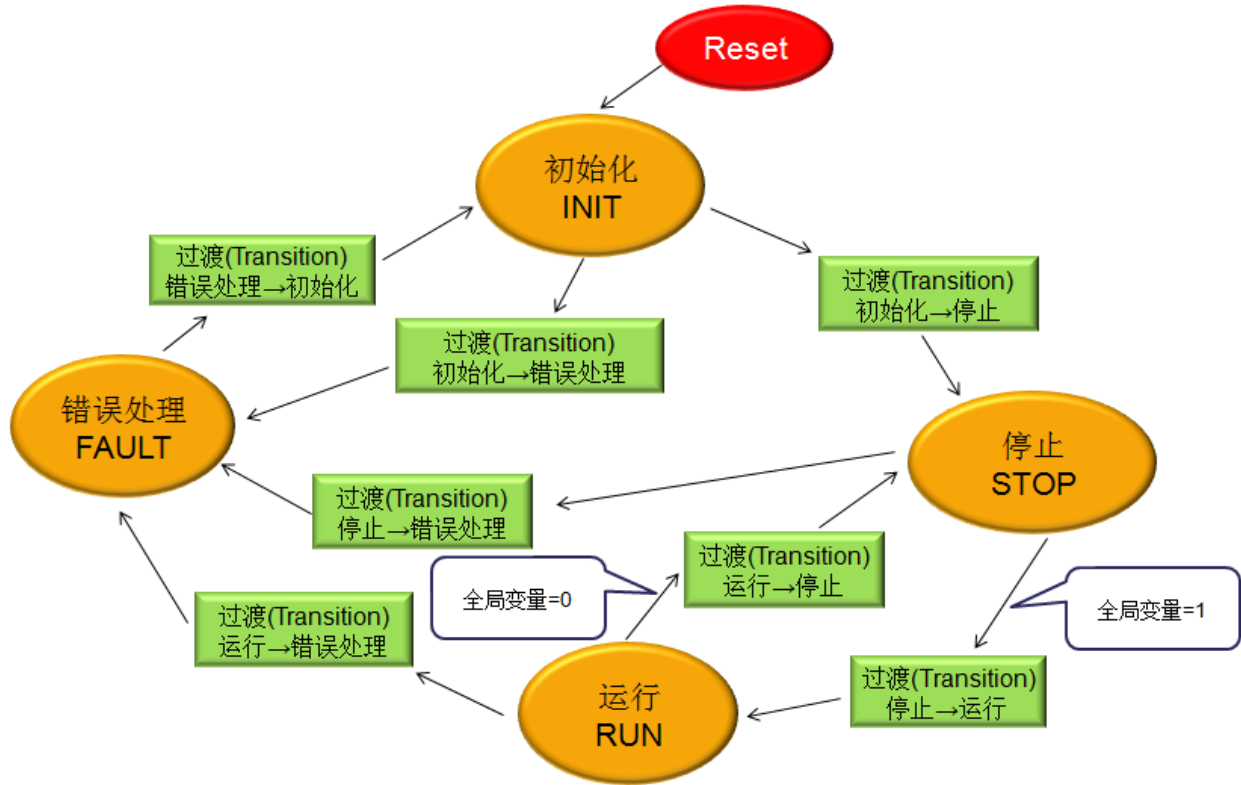 Reset
初始化
INIT
过渡(Transition)
错误处理→初始化
过渡(Transition)
初始化→停止
过渡(Transition)
初始化→错误处理
错误处理
FAULT
停止
STOP
过渡(Transition)
停止→错误处理
过渡(Transition)
运行→停止
全局变量=0
全局变量=1
过渡(Transition)
运行→错误处理
运行
RUN
过渡(Transition)
停止→运行